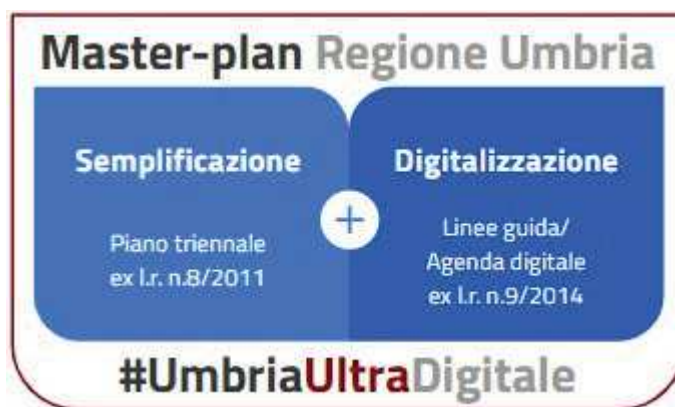 Master-plan Regione Umbria
Semplificazione
Piano triennale
ex l.r. n.8/2011
+
Digitalizzazione
Linee guida/
Agenda digitale
ex l.r. n.9/2014
#UmbriaUltraDigitale